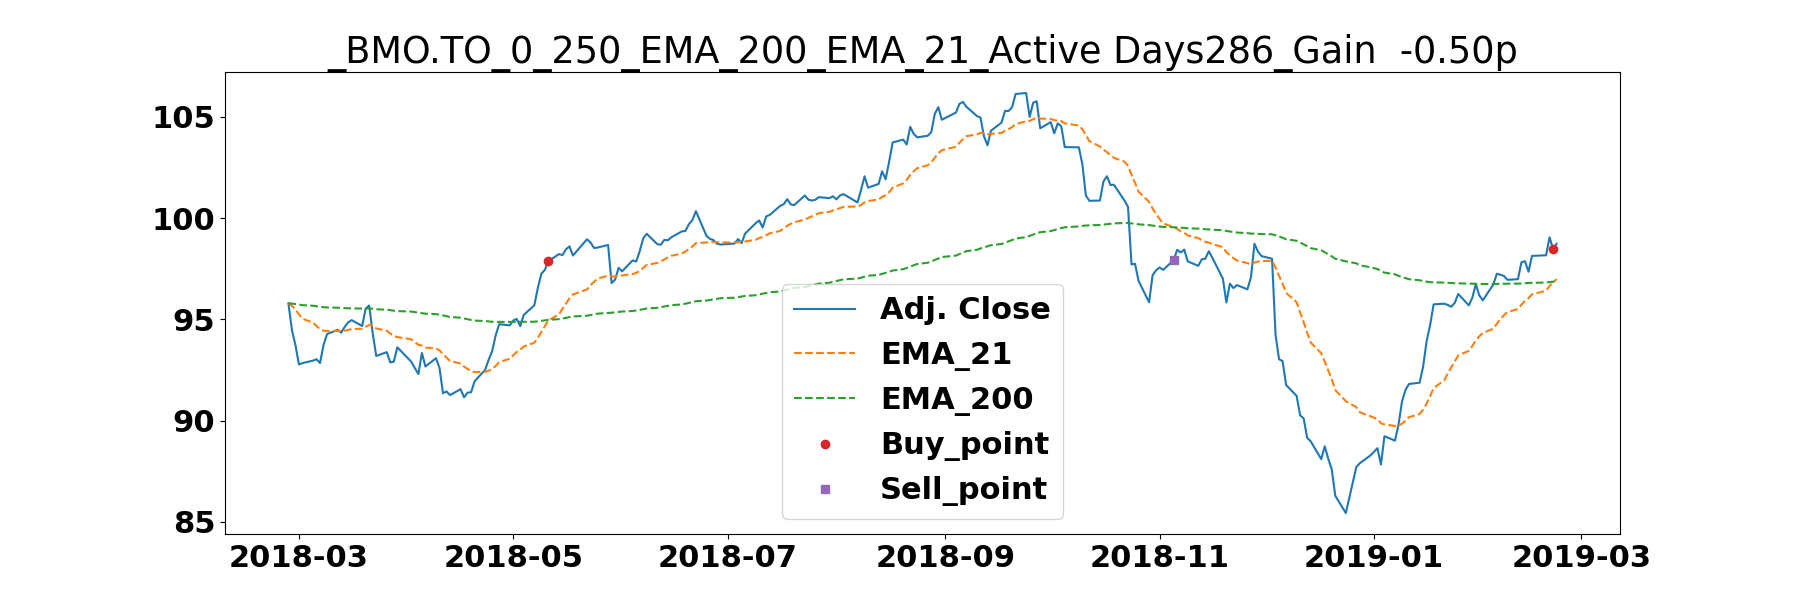 _BMO.TO_0_250_EMA_200_EMA_21_Active Days286_Gain  -0.50p
105
100
95
90
85
Adj. Close
EMA_21
EMA_200
Buy_point
Sell_point
2018-03 2018-05 2018-07 2018-09 2018-11 2019-01 2019-03